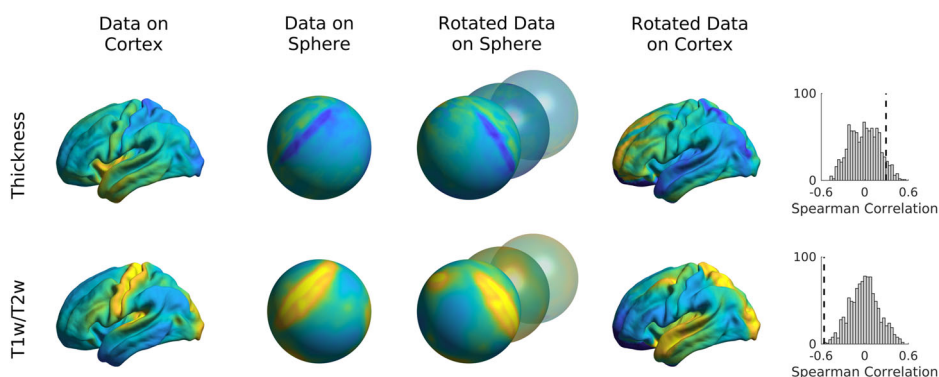 Data on
Cortex
Data on
Sphere
Rotated Data
on Sphere
Rotated Data
on Cortex
Thickness
100
0
-0.6 0 0.6
Spearman Correlation
T1w/T2w
100
0
-0.6 0 0.6
Spearman Correlation